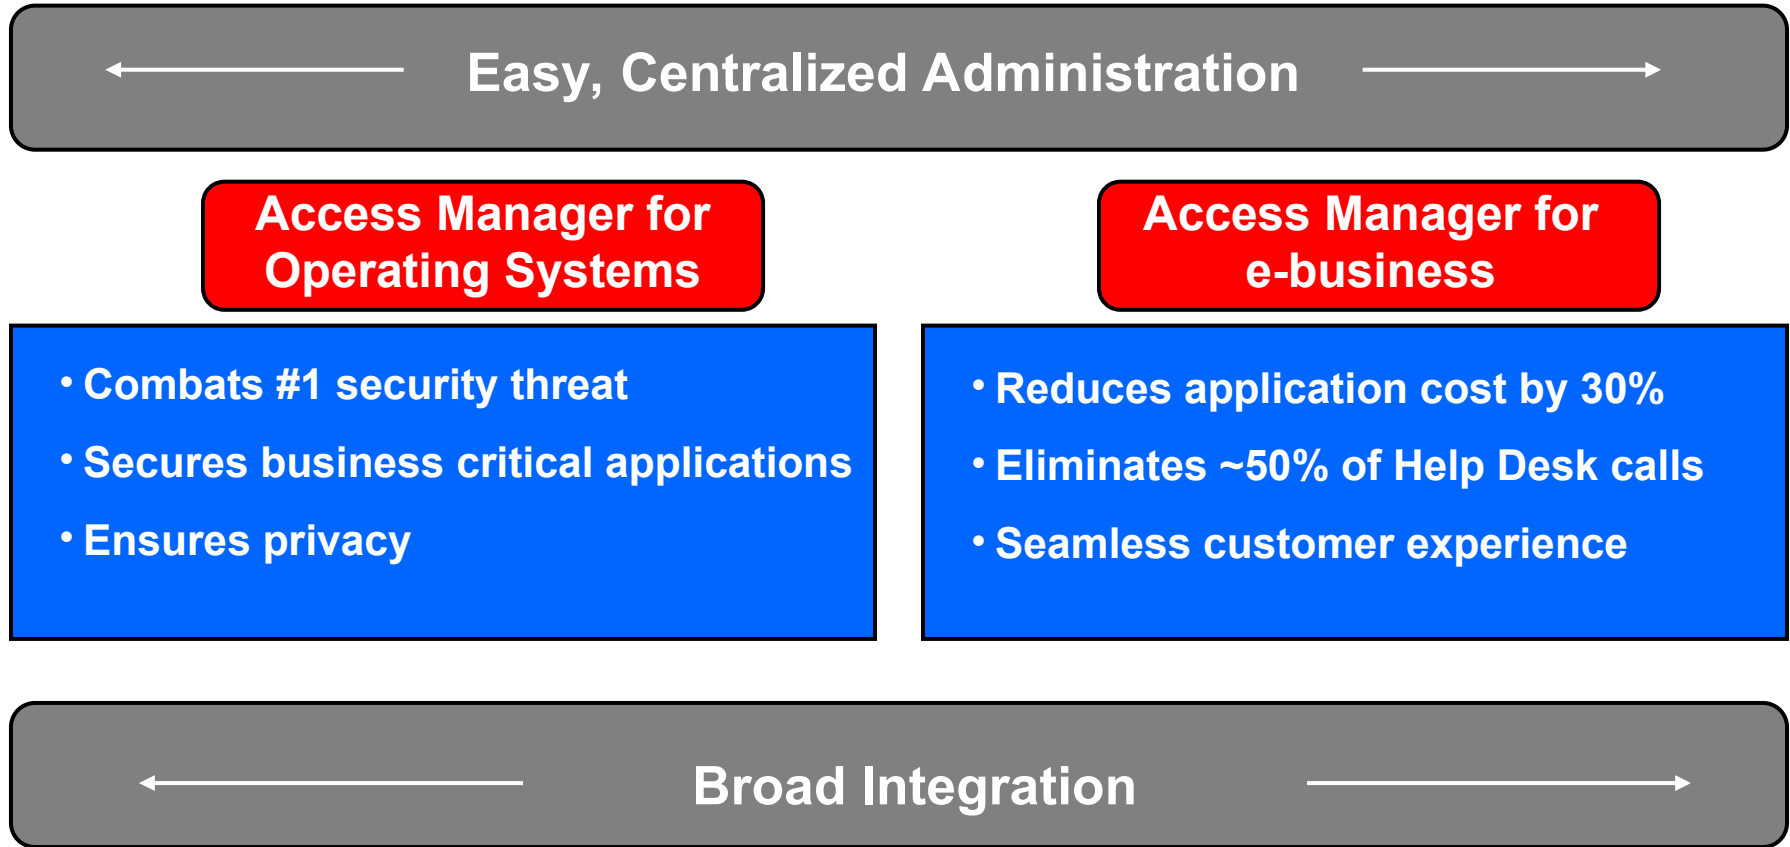 Easy, Centralized Administration
Access Manager for
Operating Systems
• Combats #1 security threat
• Secures business critical applications
• Ensures privacy
Access Manager for
e-business
• Reduces application cost by 30%
• Eliminates ~50% of Help Desk calls
• Seamless customer experience
Broad Integration